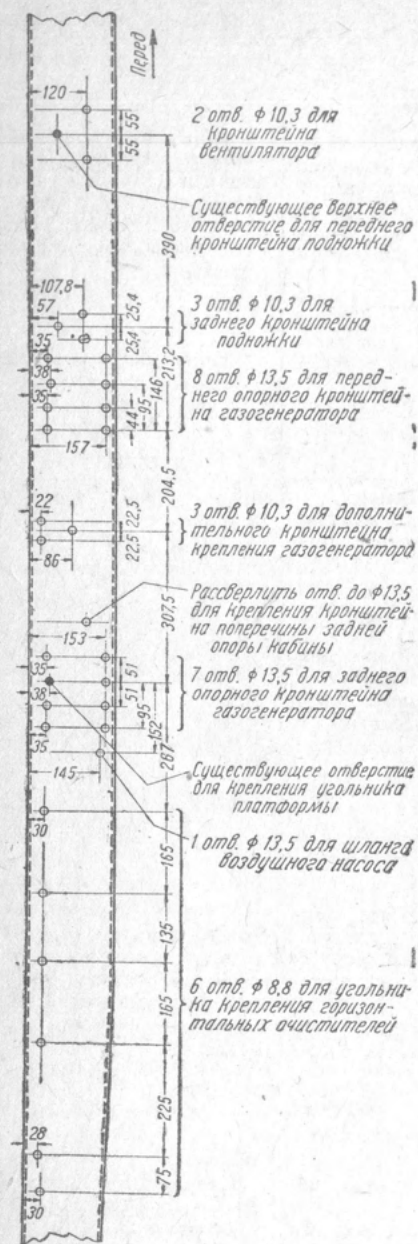 Перед
120
55
55
2 отв. ф 10,3 для
кронштейна
вентилятора
Существующее верхнее
отверстие для переднего
кронштейна подножки
390
107,8
57
25,4
25,4
3 отв. ф 10,3 для
заднего кронштейна
подножки
35
38
35
213,2
146
95
44
157
8 отв. ф 13,5 для перед-
него опорного кронштей-
на газогенератора
204,5
22
22,5
22,5
86
3 отв. ф 10,3 для дополни-
тельного кронштейна
крепления газогенератора
307,5
Рассверлить отв. до ф 13,5
для крепления кронштей-
на поперечины задней
опоры кабины
153
35
38
35
51
51
95
152
7 отв. ф 13,5 для заднего
опорного кронштейна
газогенератора
267
145
Существующее отверстие
для крепления угольника
платформы
30
1 отв. ф 13,5 для шланга
воздушного насоса
165
135
165
6 отв. ф 8,8 для угольни-
ка крепления горизон-
тальных очистителей
225
28
75
30